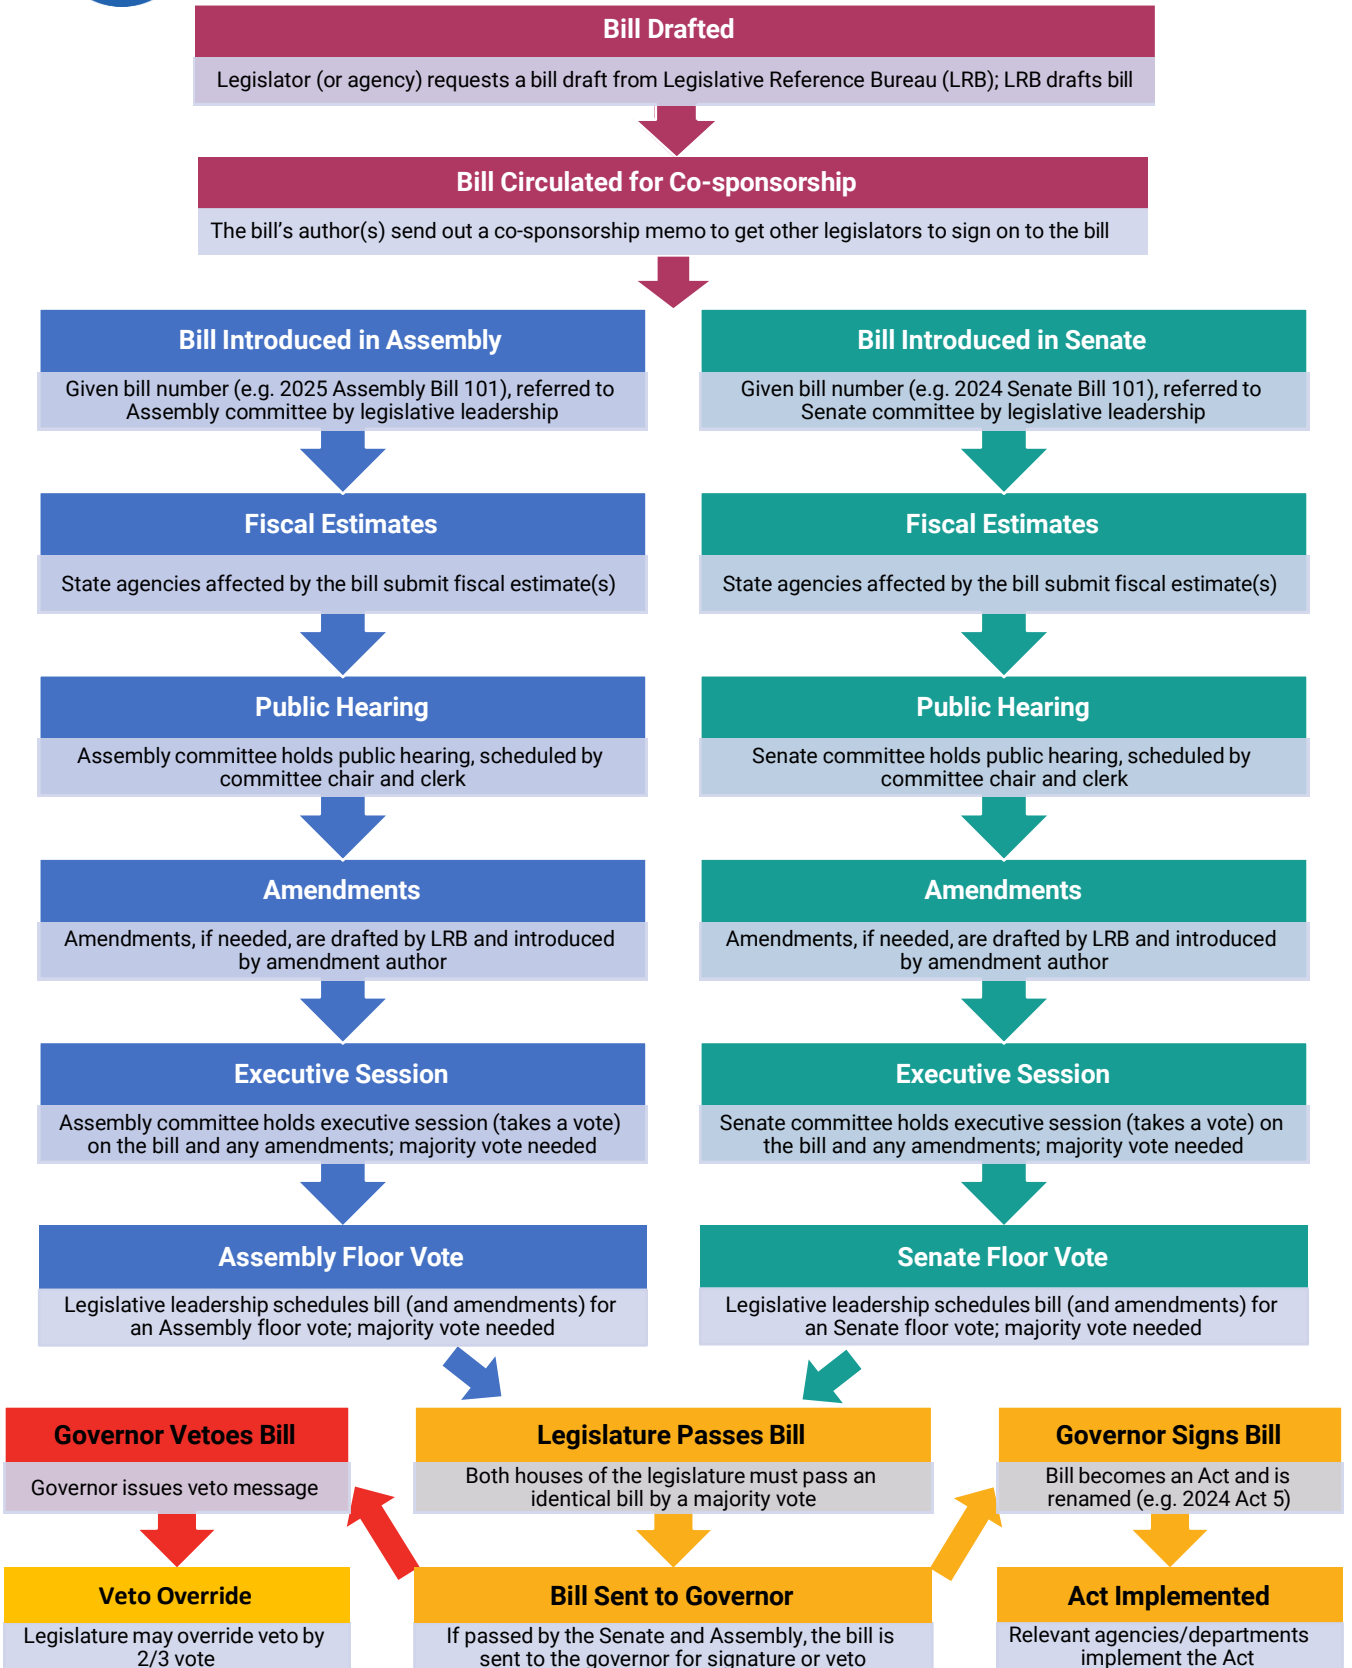 Bill Drafted
Legislator (or agency) requests a bill draft from Legislative Reference Bureau (LRB); LRB drafts bill
Bill Circulated for Co-sponsorship
The bill's author(s) send out a co-sponsorship memo to get other legislators to sign on to the bill
Bill Introduced in Assembly
Given bill number (e.g. 2025 Assembly Bill 101), referred to
Assembly committee by legislative leadership
Fiscal Estimates
State agencies affected by the bill submit fiscal estimate(s)
Public Hearing
Assembly committee holds public hearing, scheduled by
committee chair and clerk
Amendments
Amendments, if needed, are drafted by LRB and introduced
by amendment author
Executive Session
Assembly committee holds executive session (takes a vote)
on the bill and any amendments; majority vote needed
Assembly Floor Vote
Legislative leadership schedules bill (and amendments) for
an Assembly floor vote; majority vote needed
Bill Introduced in Senate
Given bill number (e.g. 2024 Senate Bill 101), referred to
Senate committee by legislative leadership
Fiscal Estimates
State agencies affected by the bill submit fiscal estimate(s)
Public Hearing
Senate committee holds public hearing, scheduled by
committee chair and clerk
Amendments
Amendments, if needed, are drafted by LRB and introduced
by amendment author
Executive Session
Senate committee holds executive session (takes a vote) on
the bill and any amendments; majority vote needed
Senate Floor Vote
Legislative leadership schedules bill (and amendments) for
an Senate floor vote; majority vote needed
Governor Vetoes Bill
Governor issues veto message
Legislature Passes Bill
Both houses of the legislature must pass an
identical bill by a majority vote
Governor Signs Bill
Bill becomes an Act and is
renamed (e.g. 2024 Act 5)
Veto Override
Legislature may override veto by
2/3 vote
Bill Sent to Governor
If passed by the Senate and Assembly, the bill is
sent to the governor for signature or veto
Act Implemented
Relevant agencies/departments
implement the Act